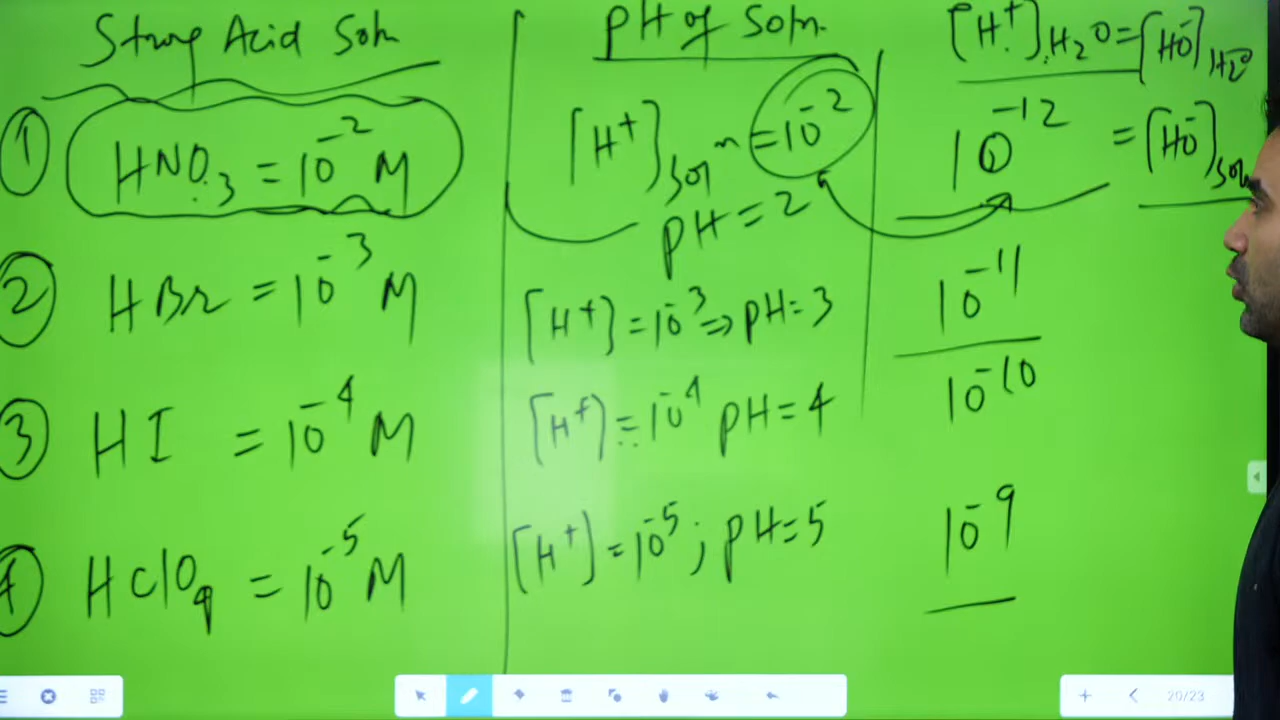 Strong Acid Soln
pH of Soln.
[H⁺]H₂O = [HO⁻]H₂O
① HNO₃ = 10⁻² M
[H⁺]Solⁿ = 10⁻²
pH = 2
10⁻¹² = [HO⁻]Soln
② HBr = 10⁻³ M
[H⁺] = 10⁻³ ⇒ pH = 3
10⁻¹¹
③ HI = 10⁻⁴ M
[H⁺] = 10⁻⁴ pH = 4
10⁻¹⁰
④ HClO₄ = 10⁻⁵ M
[H⁺] = 10⁻⁵ ; pH = 5
10⁻⁹
20/23